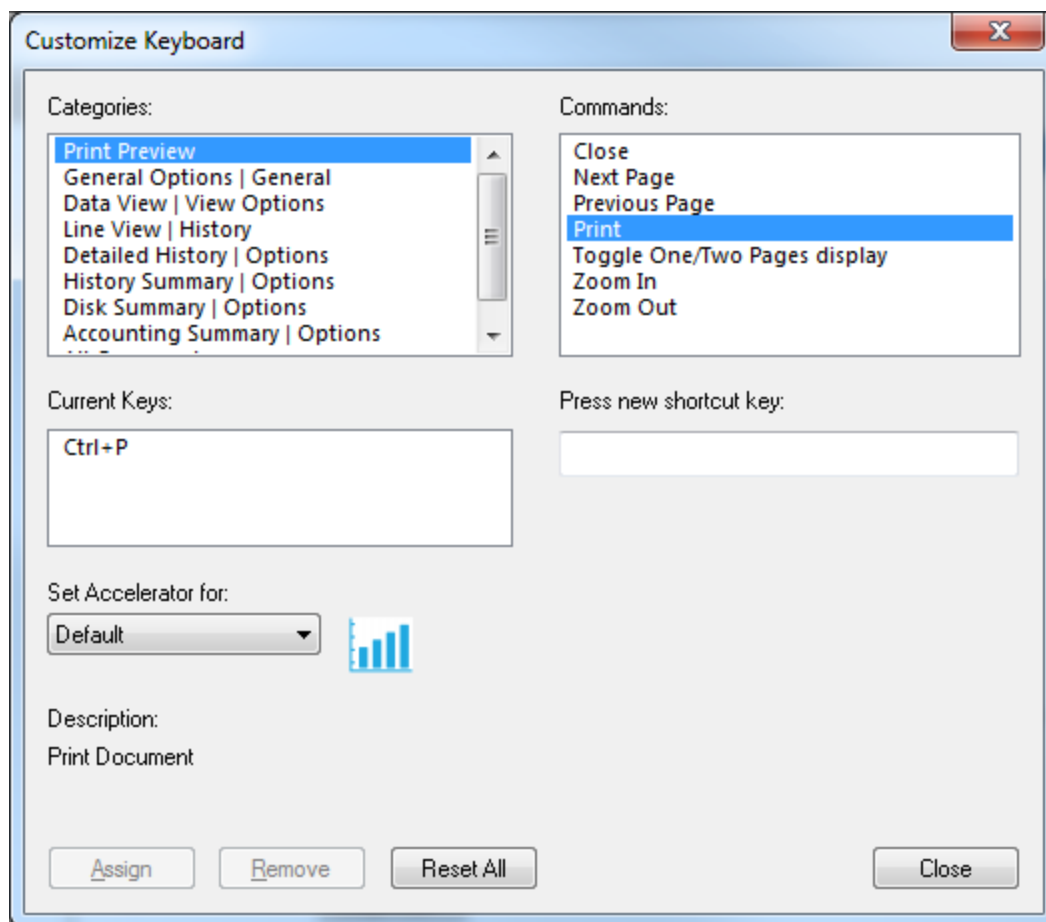 Customize Keyboard
Categories:
Print Preview
General Options | General
Data View | View Options
Line View | History
Detailed History | Options
History Summary | Options
Disk Summary | Options
Accounting Summary | Options
Commands:
Close
Next Page
Previous Page
Print
Toggle One/Two Pages display
Zoom In
Zoom Out
Current Keys:
Ctrl+P
Press new shortcut key:
Set Accelerator for:
Default
Description:
Print Document
Assign
Remove
Reset All
Close